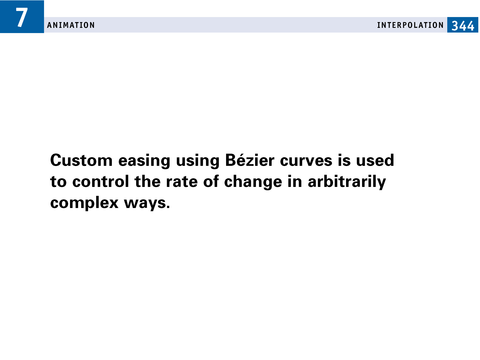 7
ANIMATION
INTERPOLATION 344
Custom easing using Bézier curves is used
to control the rate of change in arbitrarily
complex ways.